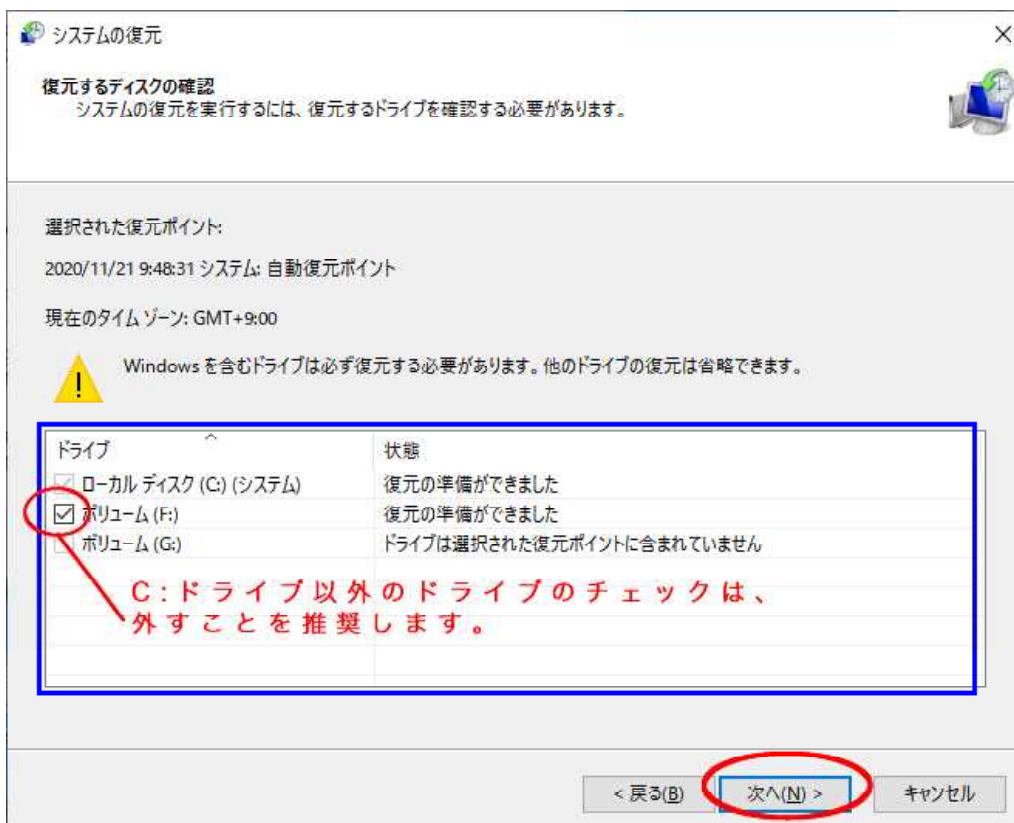 システムの復元
復元するディスクの確認
システムの復元を実行するには、復元するドライブを確認する必要があります。
選択された復元ポイント:
2020/11/21 9:48:31 システム: 自動復元ポイント
現在のタイム ゾーン: GMT+9:00
Windows を含むドライブは必ず復元する必要があります。他のドライブの復元は省略できます。
ドライブ 状態
ローカル ディスク (C:) (システム) 復元の準備ができました
ボリューム (F:) 復元の準備ができました
ボリューム (G:) ドライブは選択された復元ポイントに含まれていません
C:ドライブ以外のドライブのチェックは、
外すことを推奨します。
< 戻る(B) 次へ(N) > キャンセル